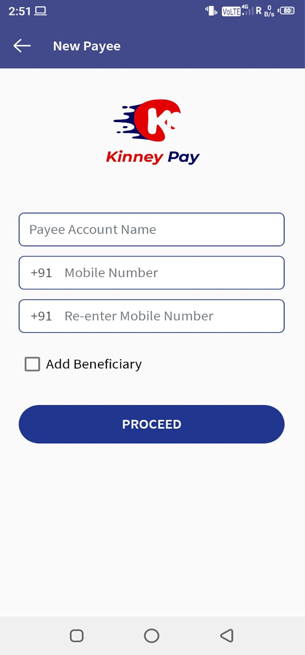 2:51 VoLTE 4G R 0 B/s 80
New Payee
K
Kinney Pay
Payee Account Name
+91 Mobile Number
+91 Re-enter Mobile Number
Add Beneficiary
PROCEED